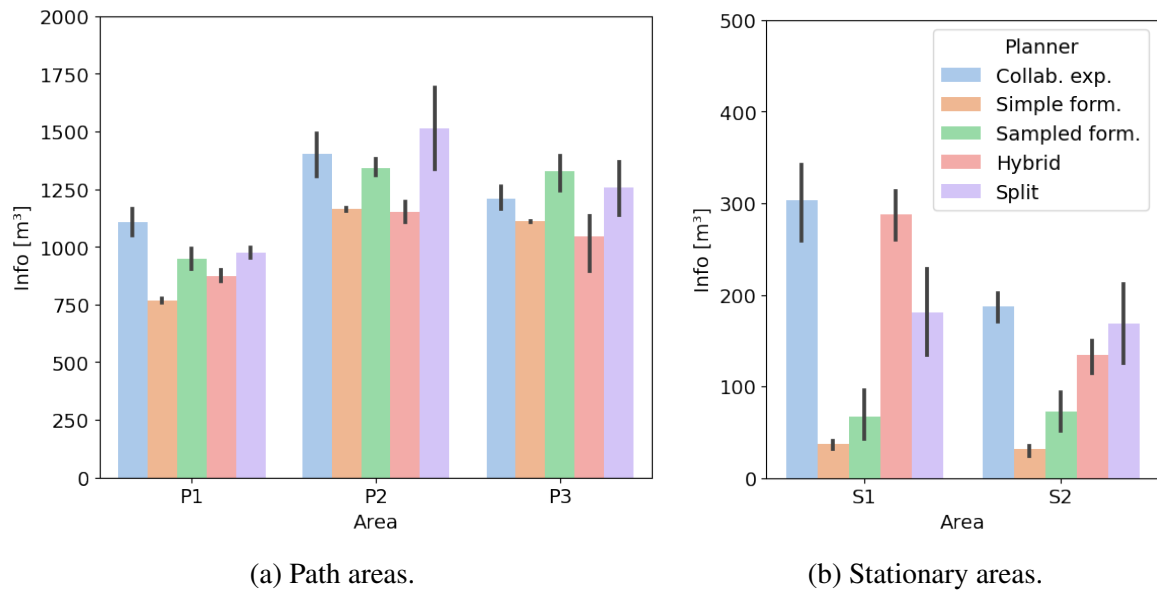 2000
1750
1500
1250
1000
750
500
250
0
Info [m³]
P1
P2
P3
Area
500
400
300
200
100
0
Info [m³]
S1
S2
Area
Planner
Collab. exp.
Simple form.
Sampled form.
Hybrid
Split
(a) Path areas.
(b) Stationary areas.